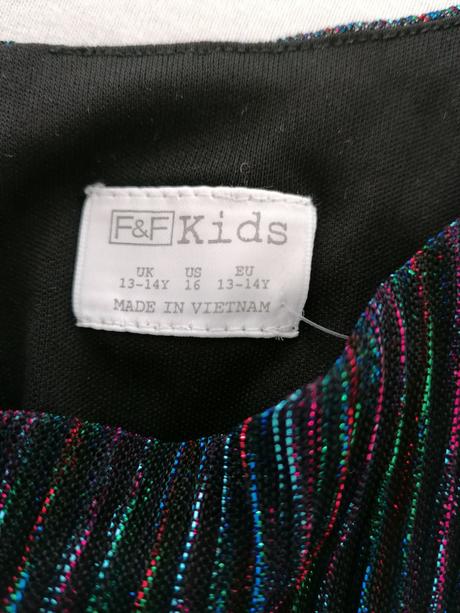 F&F Kids
UK US EU
13-14Y 16 13-14Y
MADE IN VIETNAM